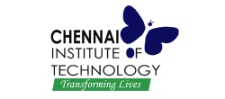 CHENNAI
INSTITUTE OF
TECHNOLOGY
Transforming Lives